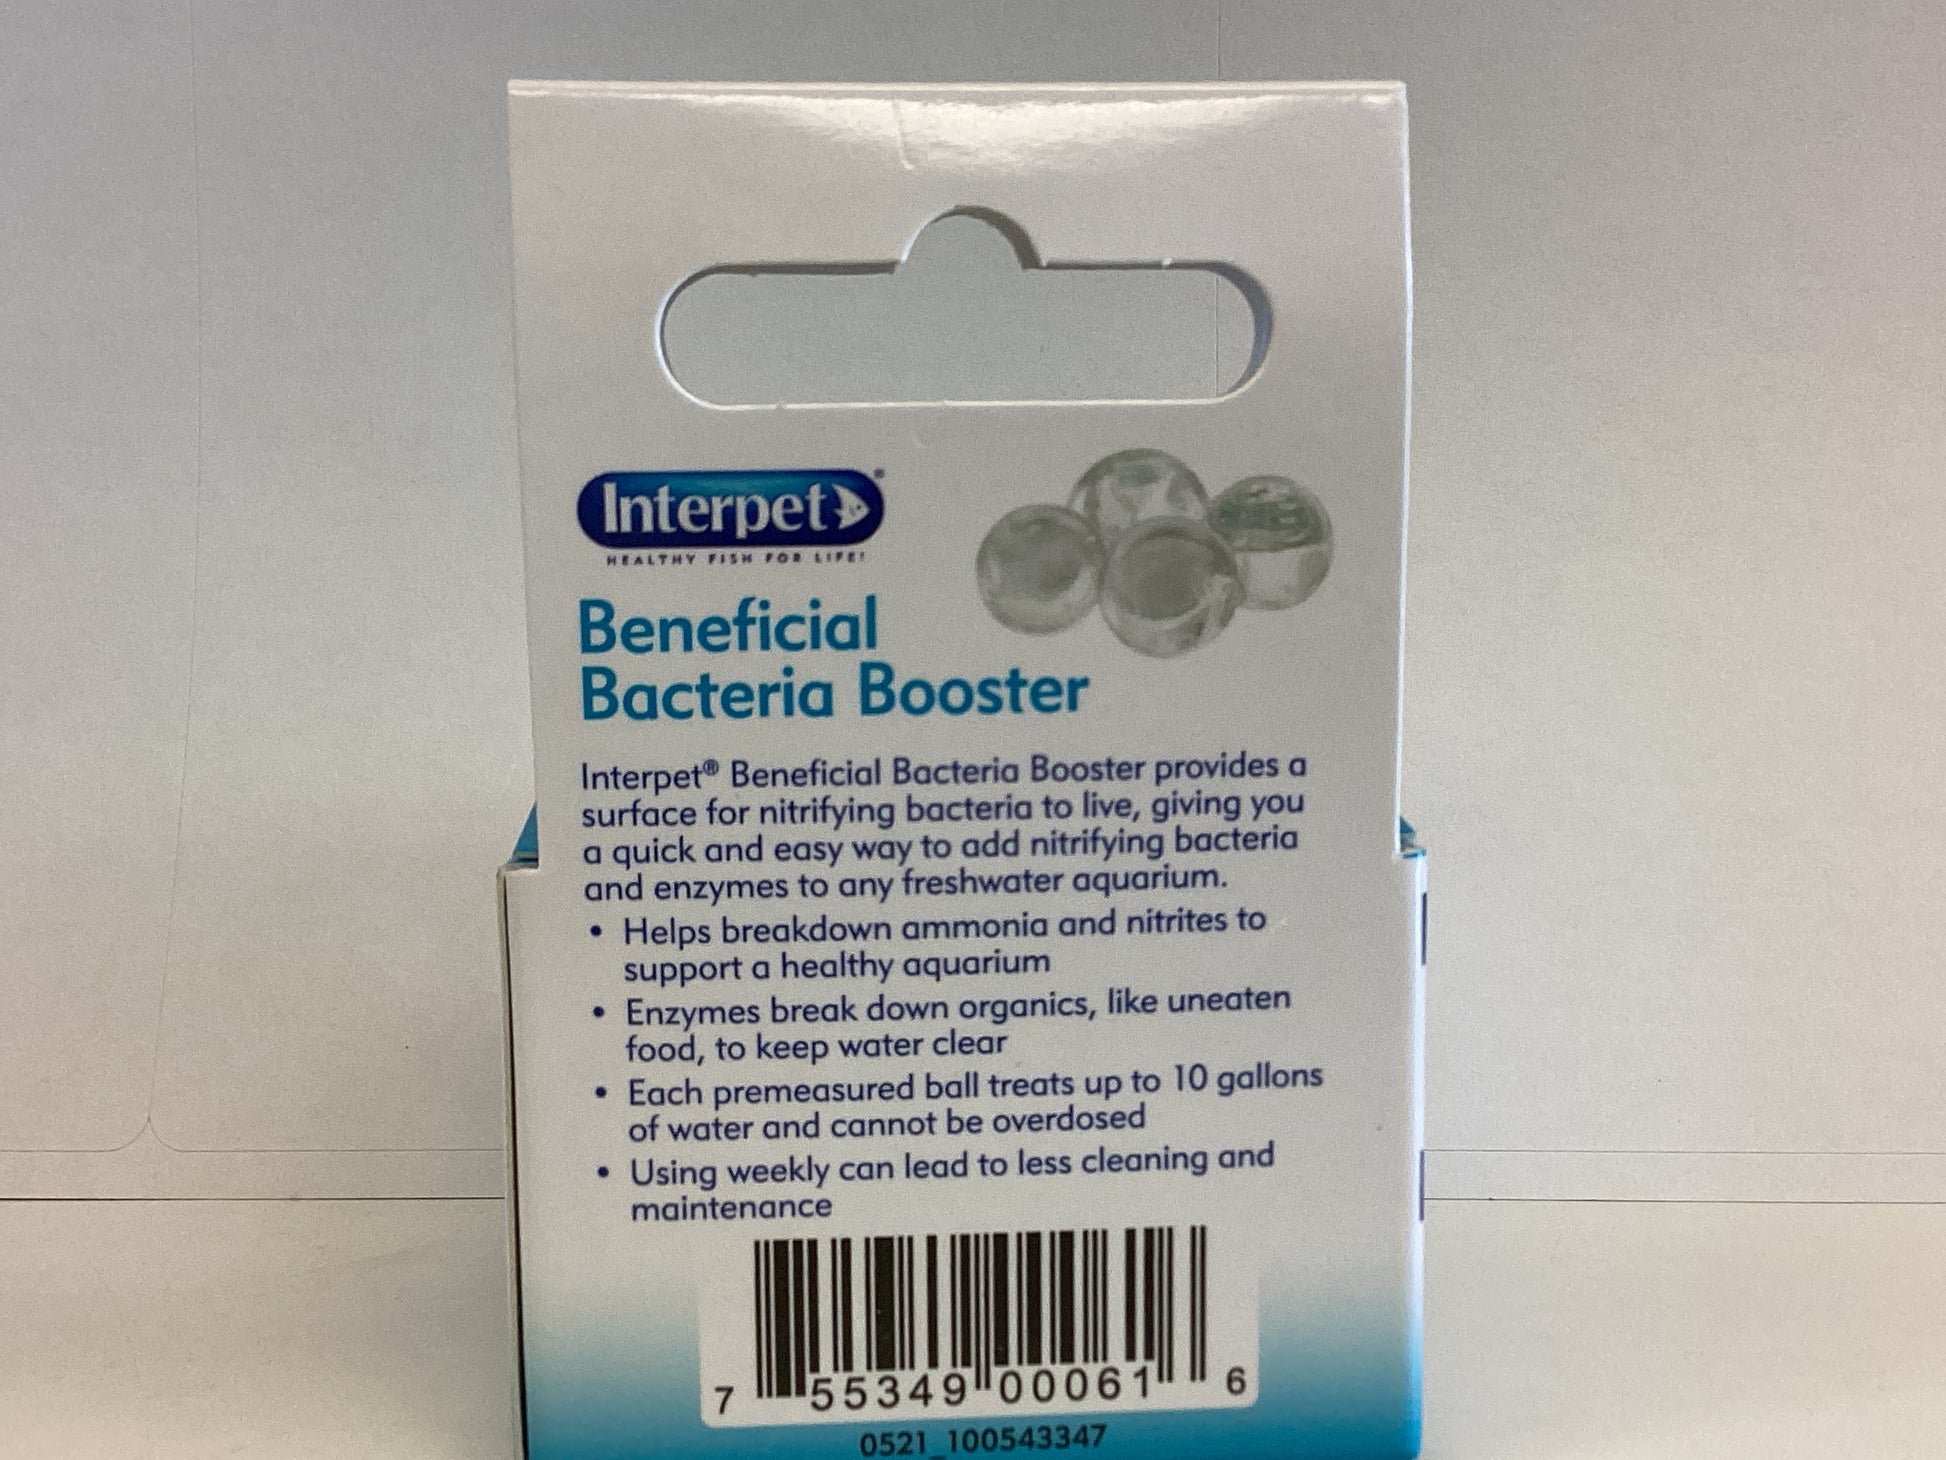 Interpet®
HEALTHY FISH FOR LIFE!
Beneficial
Bacteria Booster
Interpet® Beneficial Bacteria Booster provides a
surface for nitrifying bacteria to live, giving you
a quick and easy way to add nitrifying bacteria
and enzymes to any freshwater aquarium.
• Helps breakdown ammonia and nitrites to
support a healthy aquarium
• Enzymes break down organics, like uneaten
food, to keep water clear
• Each premeasured ball treats up to 10 gallons
of water and cannot be overdosed
• Using weekly can lead to less cleaning and
maintenance
7 55349 00061 6
0521_100543347